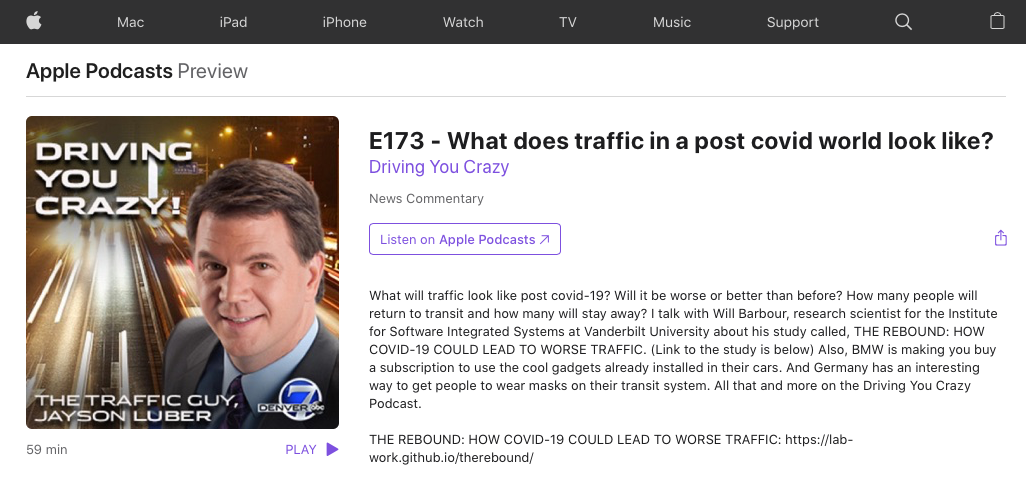 Mac iPad iPhone Watch TV Music Support
Apple Podcasts Preview
DRIVING
YOU
CRAZY!
THE TRAFFIC GUY,
JAYSON LUBER
DENVER 7 abc
59 min
PLAY
E173 - What does traffic in a post covid world look like?
Driving You Crazy
News Commentary
Listen on Apple Podcasts ↗
What will traffic look like post covid-19? Will it be worse or better than before? How many people will
return to transit and how many will stay away? I talk with Will Barbour, research scientist for the Institute
for Software Integrated Systems at Vanderbilt University about his study called, THE REBOUND: HOW
COVID-19 COULD LEAD TO WORSE TRAFFIC. (Link to the study is below) Also, BMW is making you buy
a subscription to use the cool gadgets already installed in their cars. And Germany has an interesting
way to get people to wear masks on their transit system. All that and more on the Driving You Crazy
Podcast.
THE REBOUND: HOW COVID-19 COULD LEAD TO WORSE TRAFFIC: https://lab-
work.github.io/therebound/